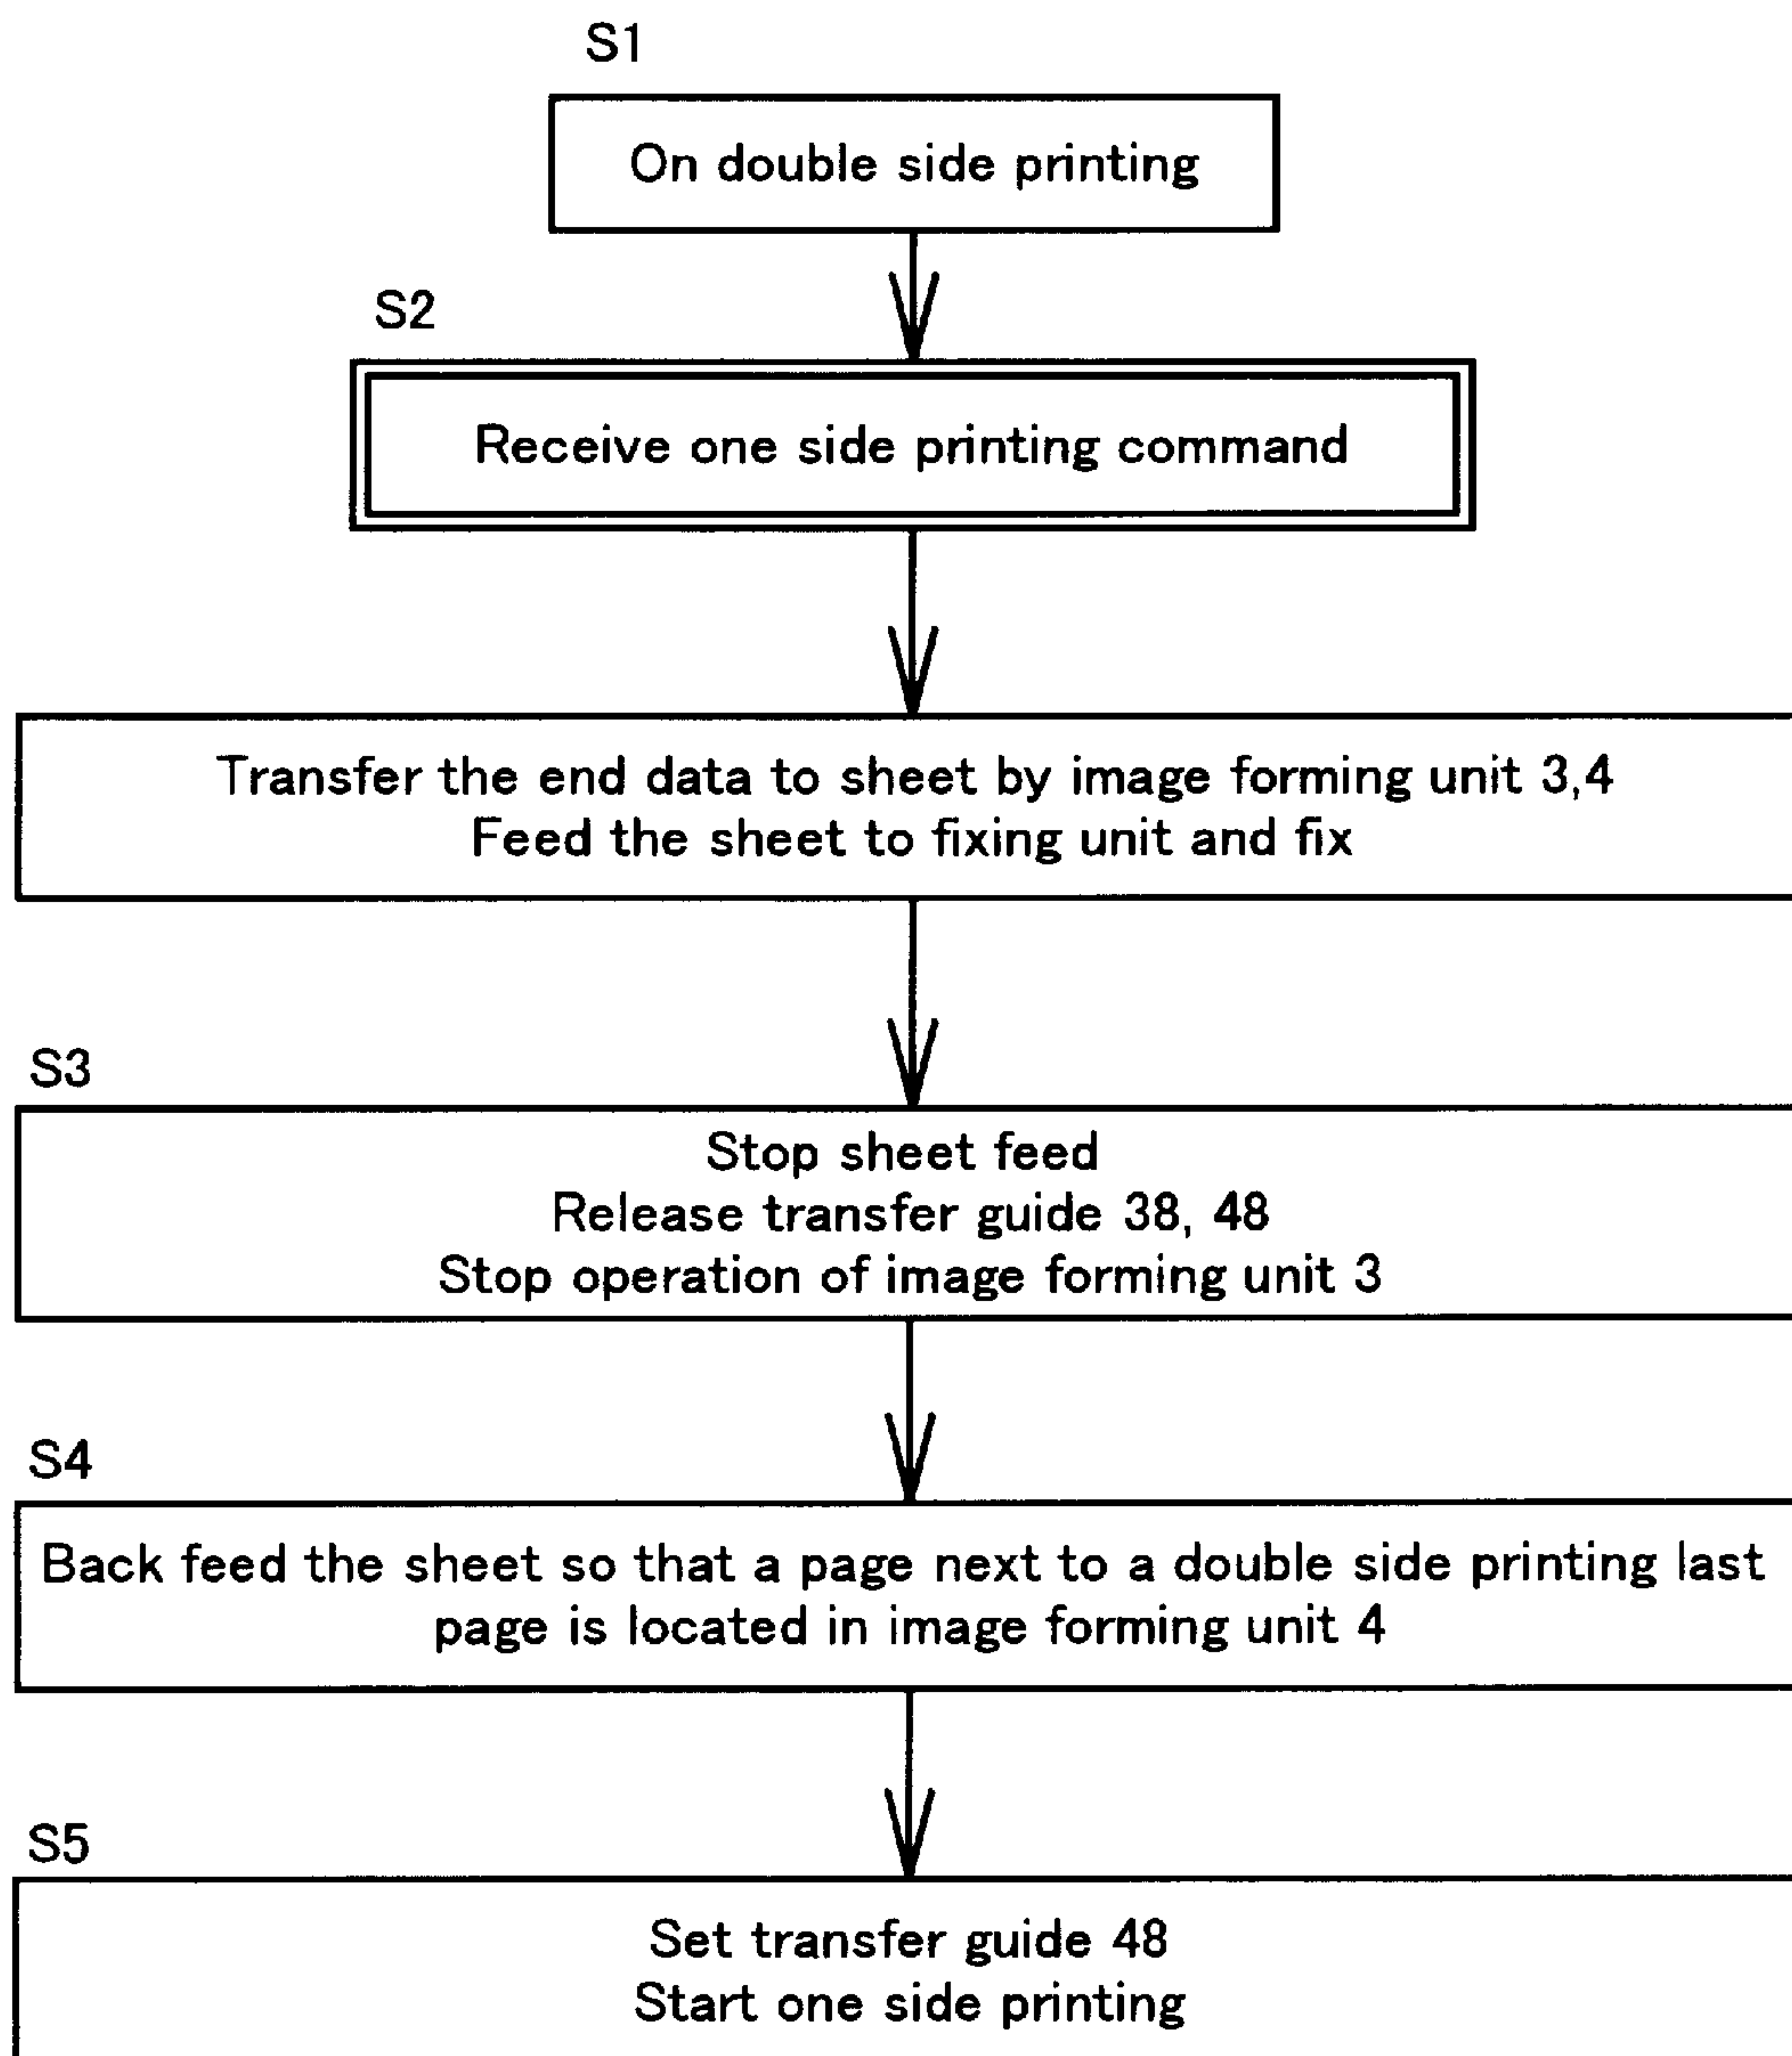 S1
On double side printing
S2
Receive one side printing command
Transfer the end data to sheet by image forming unit 3,4
Feed the sheet to fixing unit and fix
S3
Stop sheet feed
Release transfer guide 38, 48
Stop operation of image forming unit 3
S4
Back feed the sheet so that a page next to a double side printing last
page is located in image forming unit 4
S5
Set transfer guide 48
Start one side printing